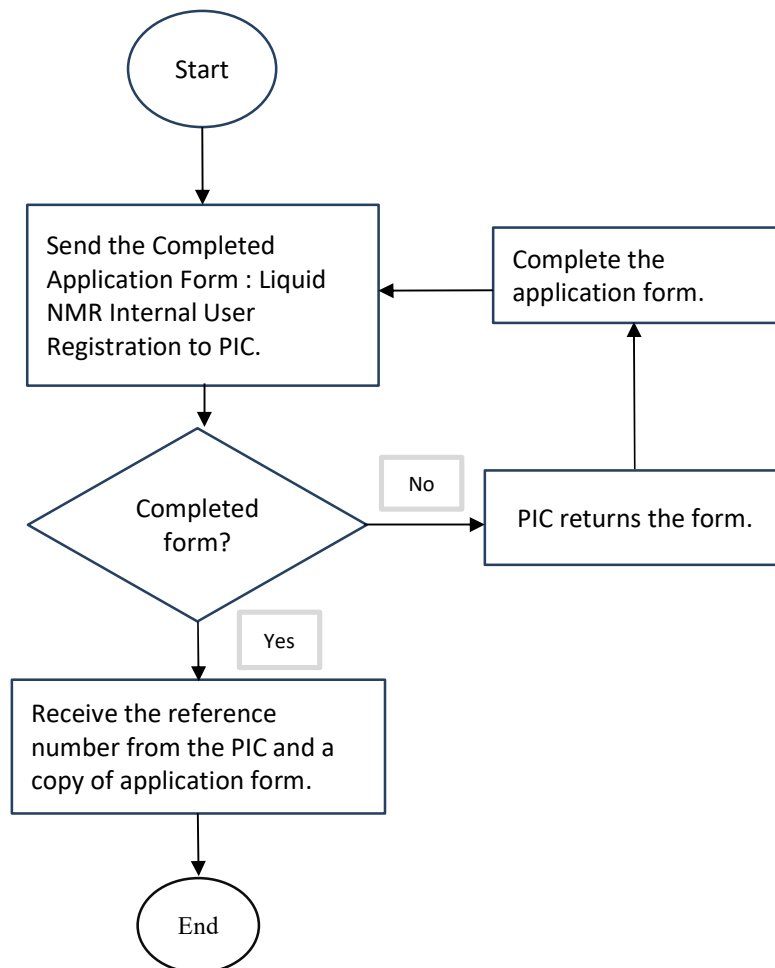 Start
Send the Completed
Application Form : Liquid
NMR Internal User
Registration to PIC.
Complete the
application form.
Completed
form?
No
PIC returns the form.
Yes
Receive the reference
number from the PIC and a
copy of application form.
End